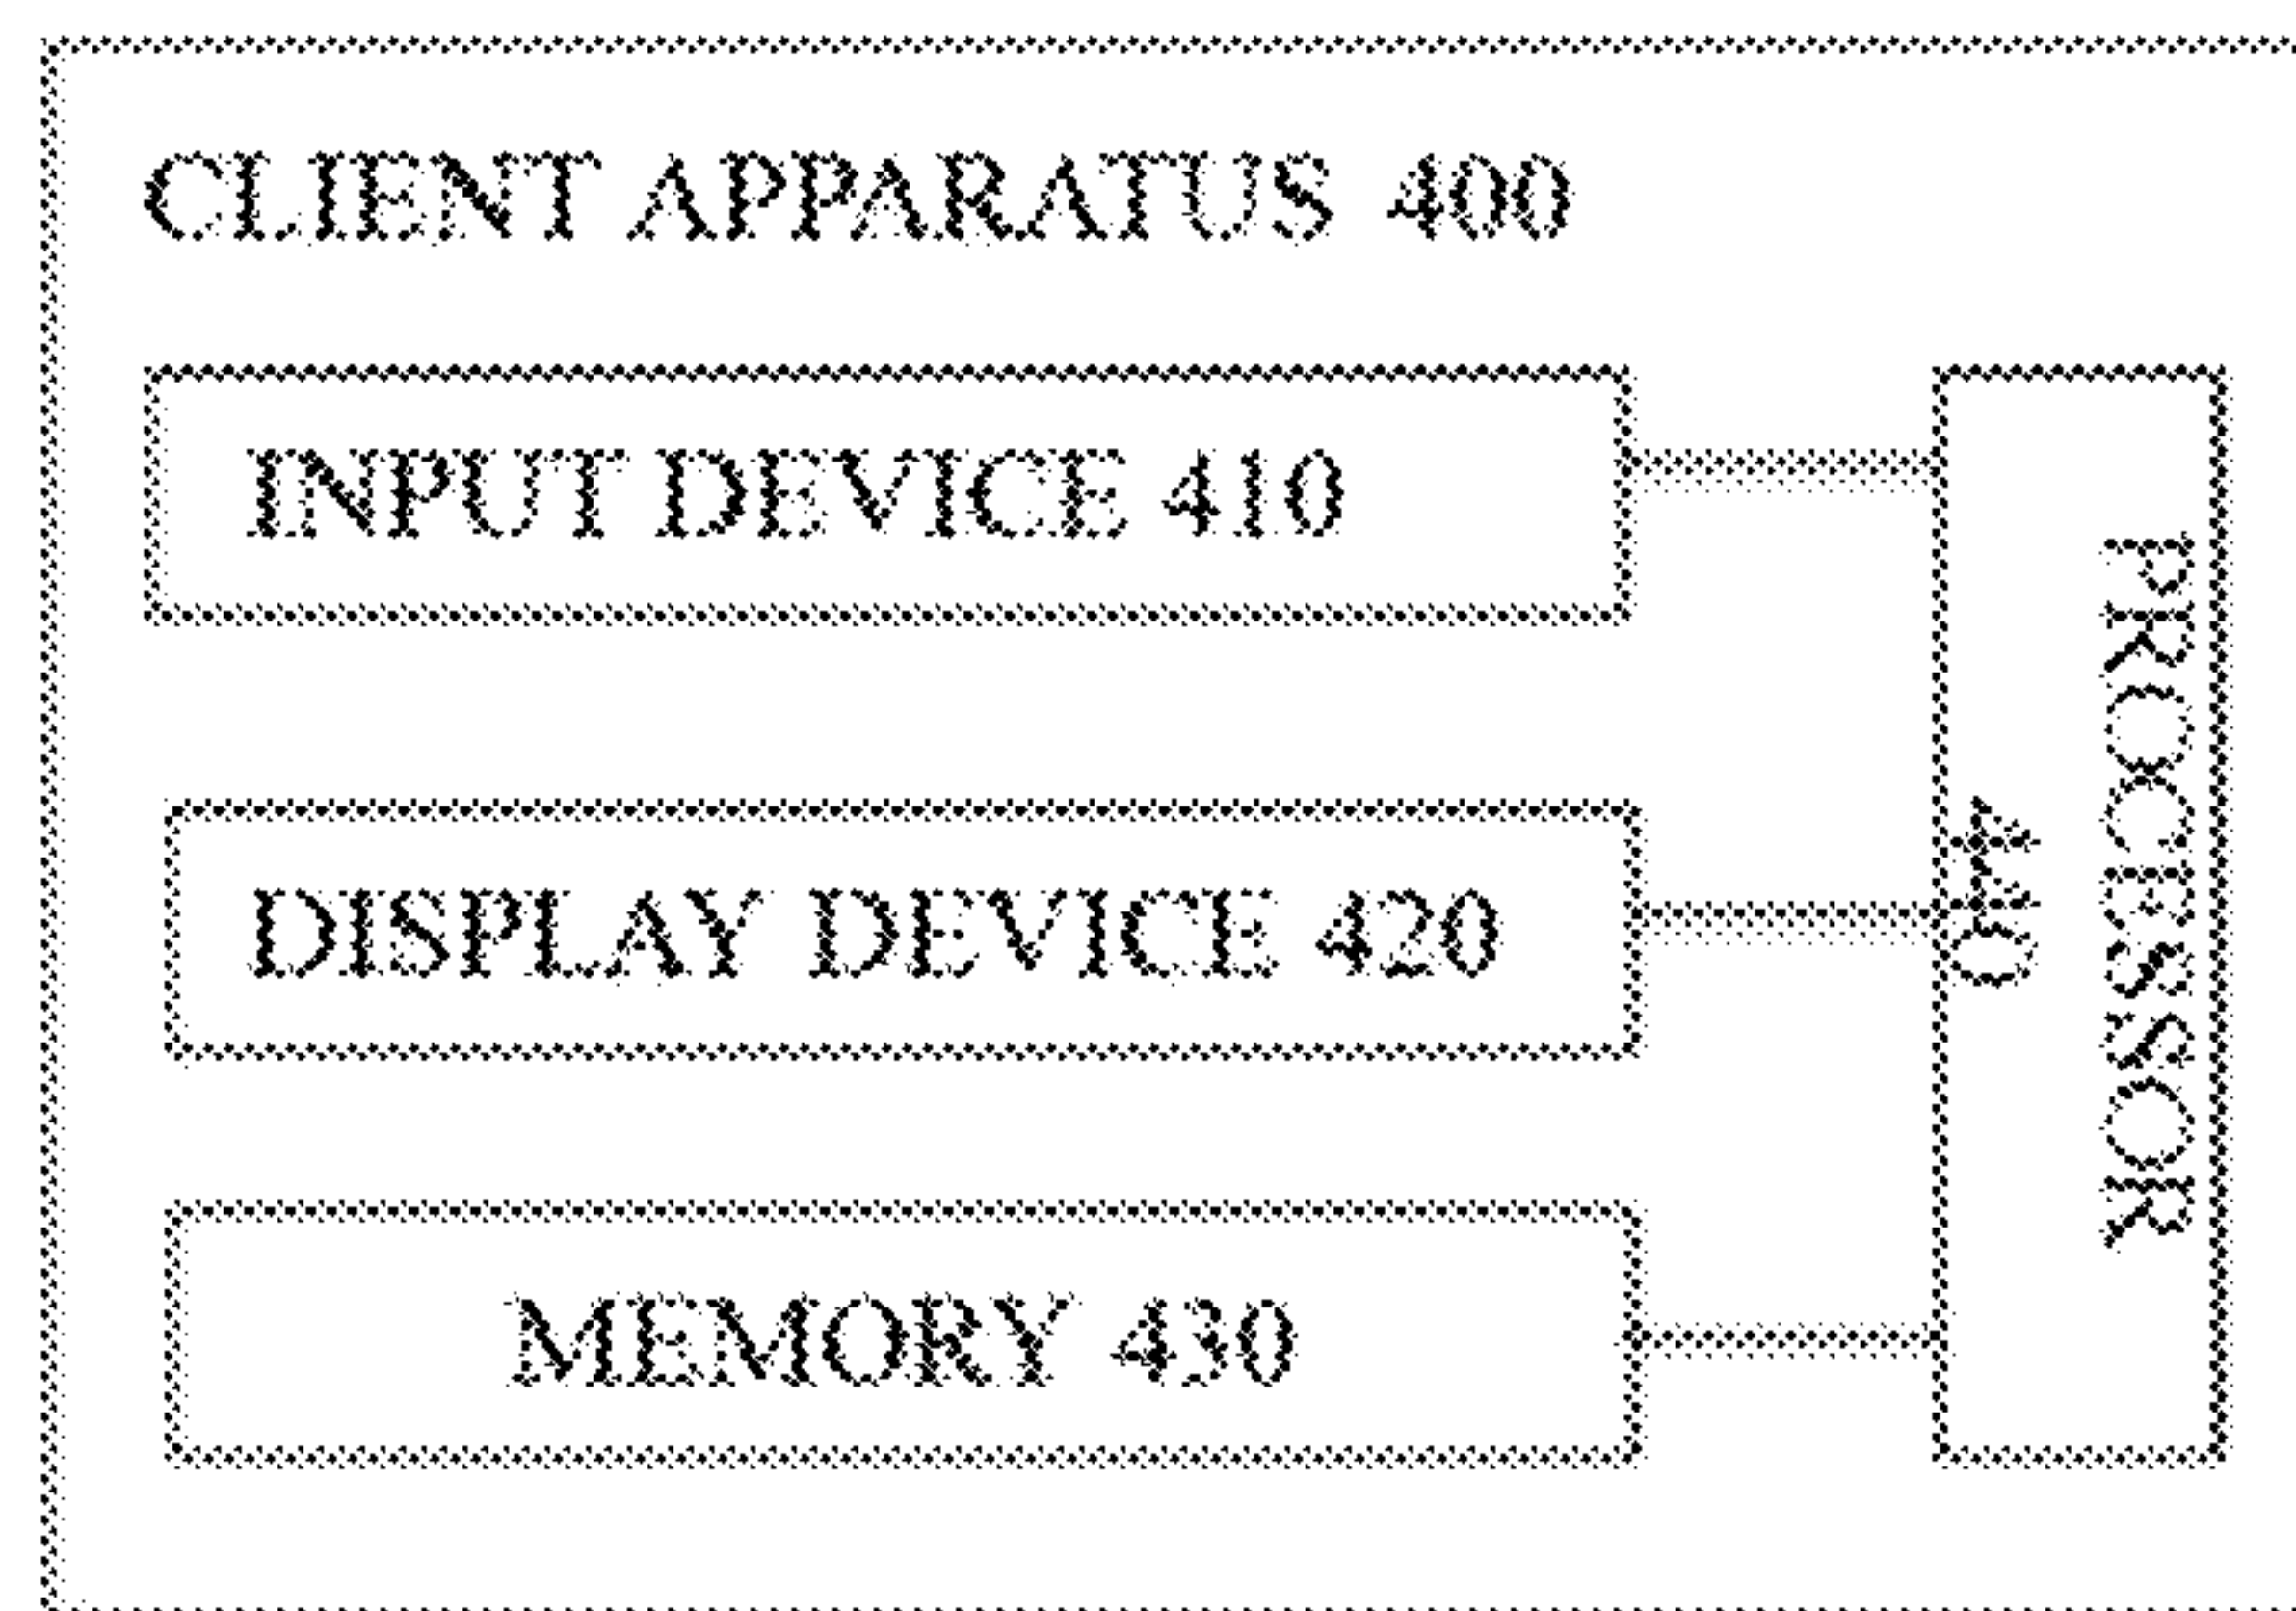 CLIENT APPARATUS 400
INPUT DEVICE 410
DISPLAY DEVICE 420
MEMORY 430
PROCESSOR
440